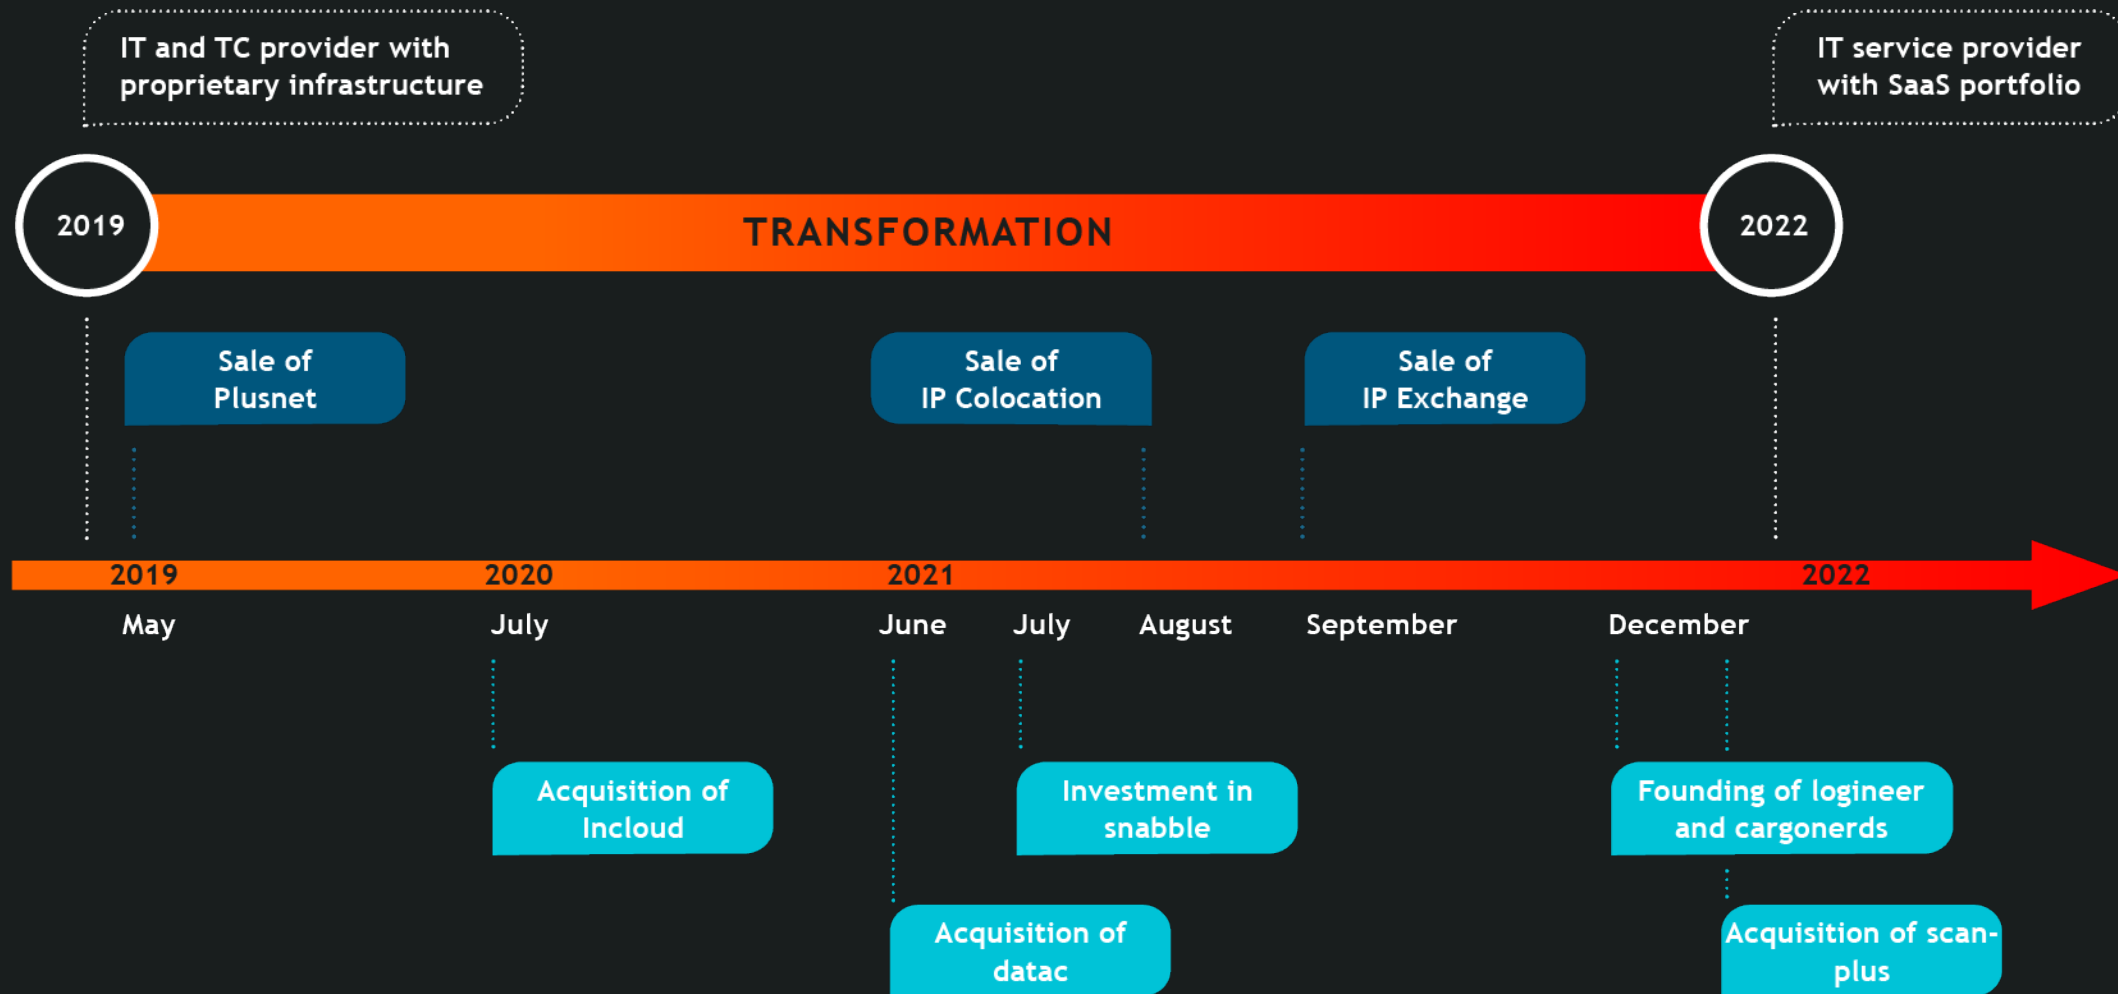 IT and TC provider with
proprietary infrastructure
IT service provider
with SaaS portfolio
2019
TRANSFORMATION
2022
Sale of
Plusnet
Sale of
IP Colocation
Sale of
IP Exchange
2019
2020
2021
2022
May
July
June
July
August
September
December
Acquisition of
Incloud
Investment in
snabble
Founding of logineer
and cargonerds
Acquisition of
datac
Acquisition of scan-
plus